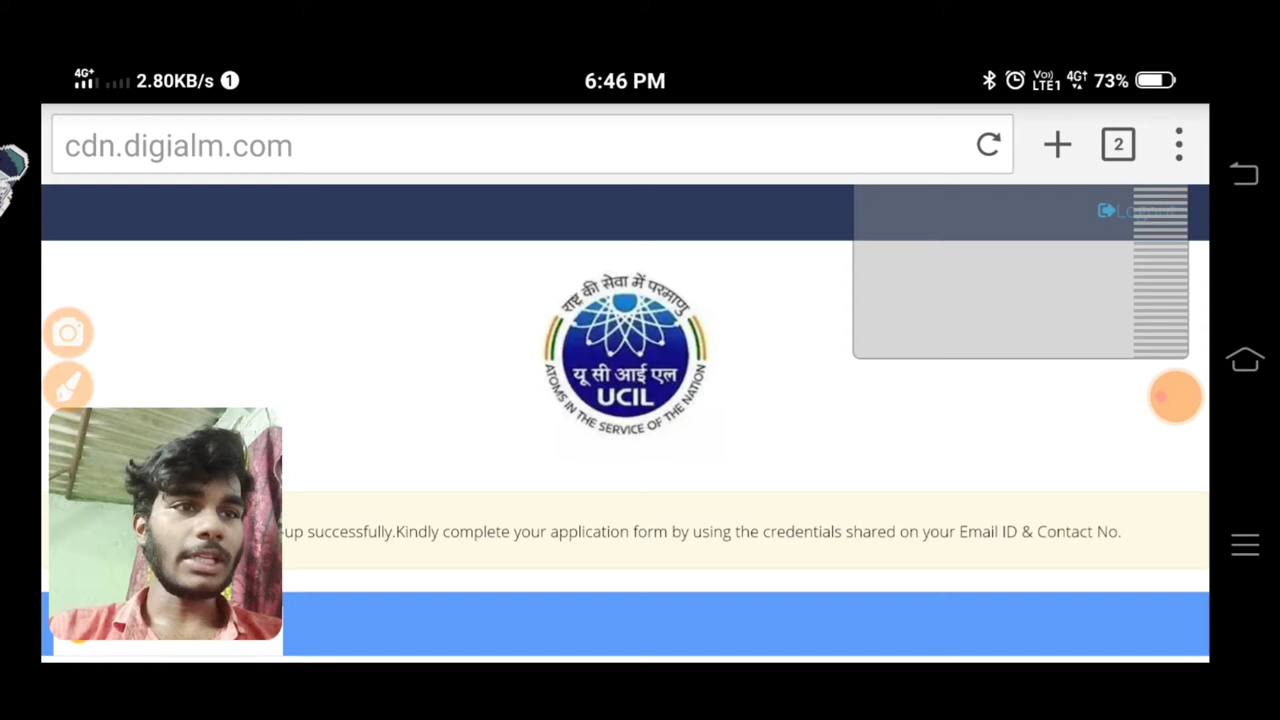 4G+ 2.80KB/s 1 6:46 PM Vo) LTE1 4G 73%
cdn.digialm.com 2
Logout
राष्ट्र की सेवा में परमाणु
यू सी आई एल
UCIL
ATOMS IN THE SERVICE OF THE NATION
-up successfully.Kindly complete your application form by using the credentials shared on your Email ID & Contact No.